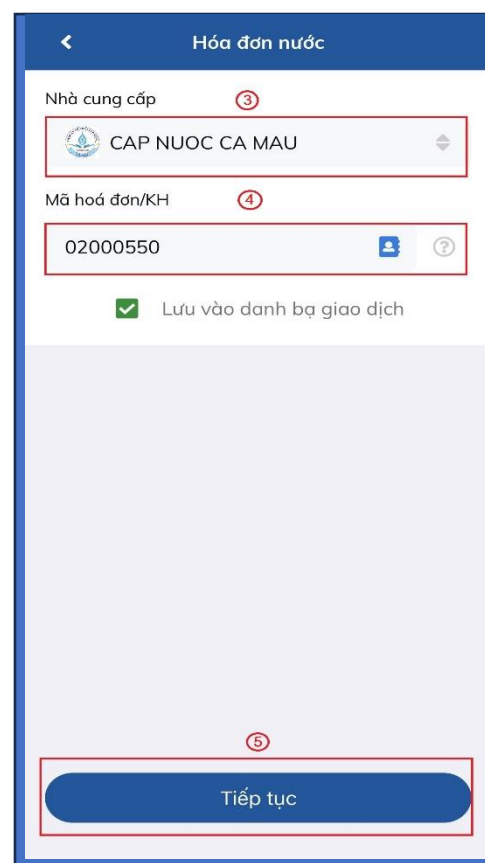 Hóa đơn nước
Nhà cung cấp ③
CAP NUOC CA MAU
Mã hoá đơn/KH ④
02000550
Lưu vào danh bạ giao dịch
⑤
Tiếp tục